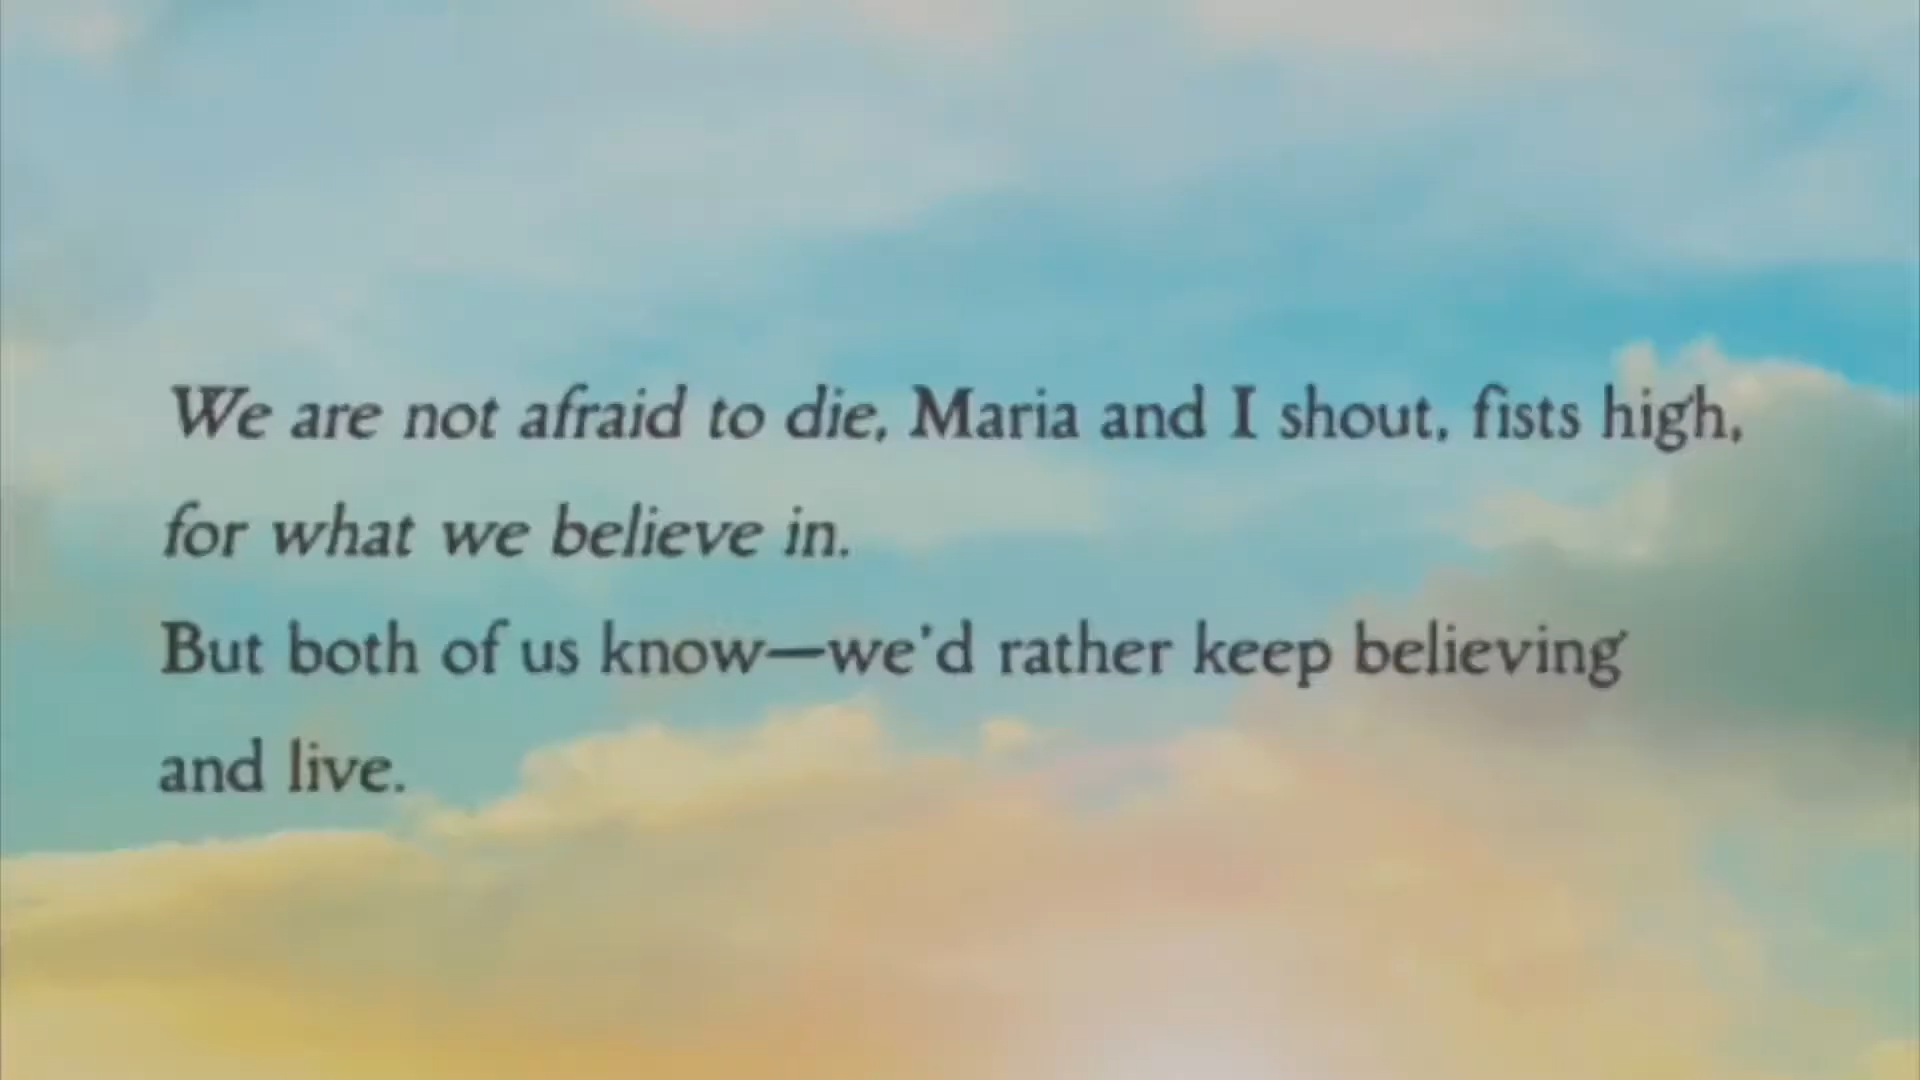 We are not afraid to die, Maria and I shout, fists high,
for what we believe in.
But both of us know—we'd rather keep believing
and live.